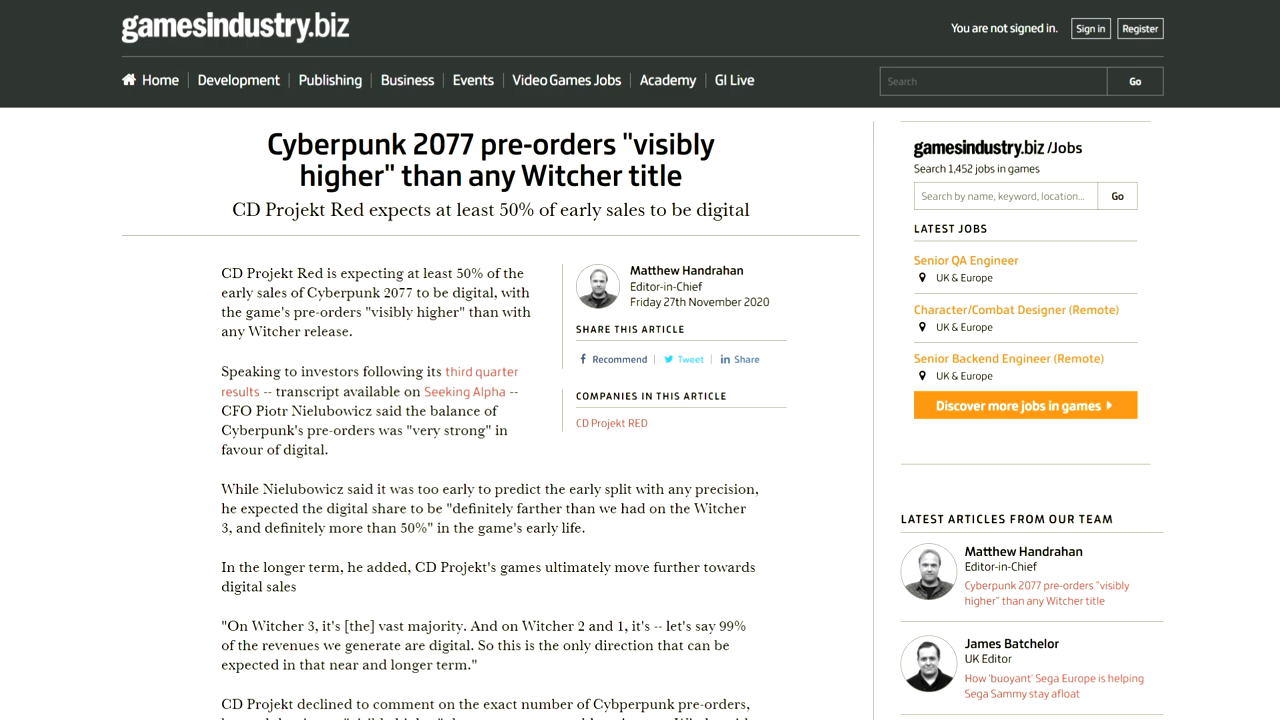 gamesindustry.biz
You are not signed in.
Sign in
Register
Home
Development
Publishing
Business
Events
Video Games Jobs
Academy
GI Live
Search
Go
Cyberpunk 2077 pre-orders "visibly
higher" than any Witcher title
CD Projekt Red expects at least 50% of early sales to be digital
CD Projekt Red is expecting at least 50% of the
early sales of Cyberpunk 2077 to be digital, with
the game's pre-orders "visibly higher" than with
any Witcher release.
Speaking to investors following its third quarter
results -- transcript available on Seeking Alpha --
CFO Piotr Nielubowicz said the balance of
Cyberpunk's pre-orders was "very strong" in
favour of digital.
Matthew Handrahan
Editor-in-Chief
Friday 27th November 2020
SHARE THIS ARTICLE
Recommend
Tweet
Share
COMPANIES IN THIS ARTICLE
CD Projekt RED
While Nielubowicz said it was too early to predict the early split with any precision,
he expected the digital share to be "definitely farther than we had on the Witcher
3, and definitely more than 50%" in the game's early life.
In the longer term, he added, CD Projekt's games ultimately move further towards
digital sales
"On Witcher 3, it's [the] vast majority. And on Witcher 2 and 1, it's -- let's say 99%
of the revenues we generate are digital. So this is the only direction that can be
expected in that near and longer term."
CD Projekt declined to comment on the exact number of Cybperpunk pre-orders,
gamesindustry.biz /Jobs
Search 1,452 jobs in games
Search by name, keyword, location...
Go
LATEST JOBS
Senior QA Engineer
UK & Europe
Character/Combat Designer (Remote)
UK & Europe
Senior Backend Engineer (Remote)
UK & Europe
Discover more jobs in games
LATEST ARTICLES FROM OUR TEAM
Matthew Handrahan
Editor-in-Chief
Cyberpunk 2077 pre-orders "visibly
higher" than any Witcher title
James Batchelor
UK Editor
How 'buoyant' Sega Europe is helping
Sega Sammy stay afloat